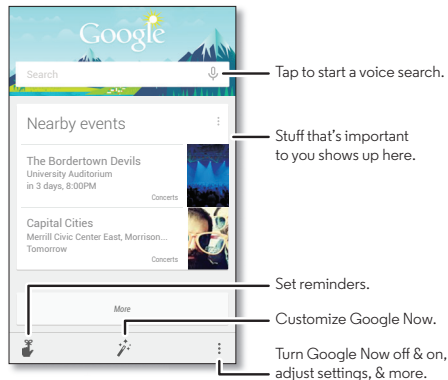 Google
Search
Tap to start a voice search.
Nearby events
Stuff that's important
to you shows up here.
The Bordertown Devils
University Auditorium
in 3 days, 8:00PM
Concerts
Capital Cities
Merrill Civic Center East, Morrison...
Tomorrow
Concerts
More
Set reminders.
Customize Google Now.
Turn Google Now off & on,
adjust settings, & more.